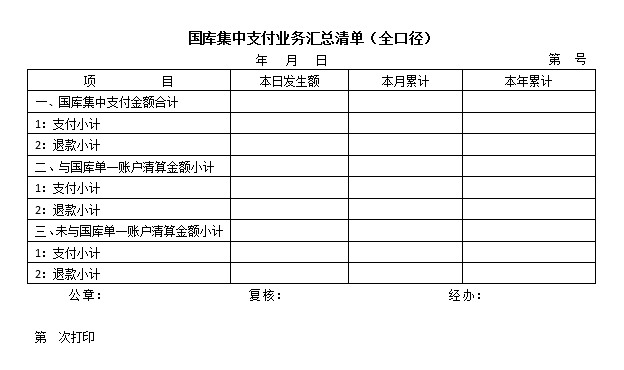 国库集中支付业务汇总清单（全口径）
年 月 日 第 号
项 目 本日发生额 本月累计 本年累计
一、国库集中支付金额合计
1：支付小计
2：退款小计
二、与国库单一账户清算金额小计
1：支付小计
2：退款小计
三、未与国库单一账户清算金额小计
1：支付小计
2：退款小计
公章： 复核： 经办：
第 次打印